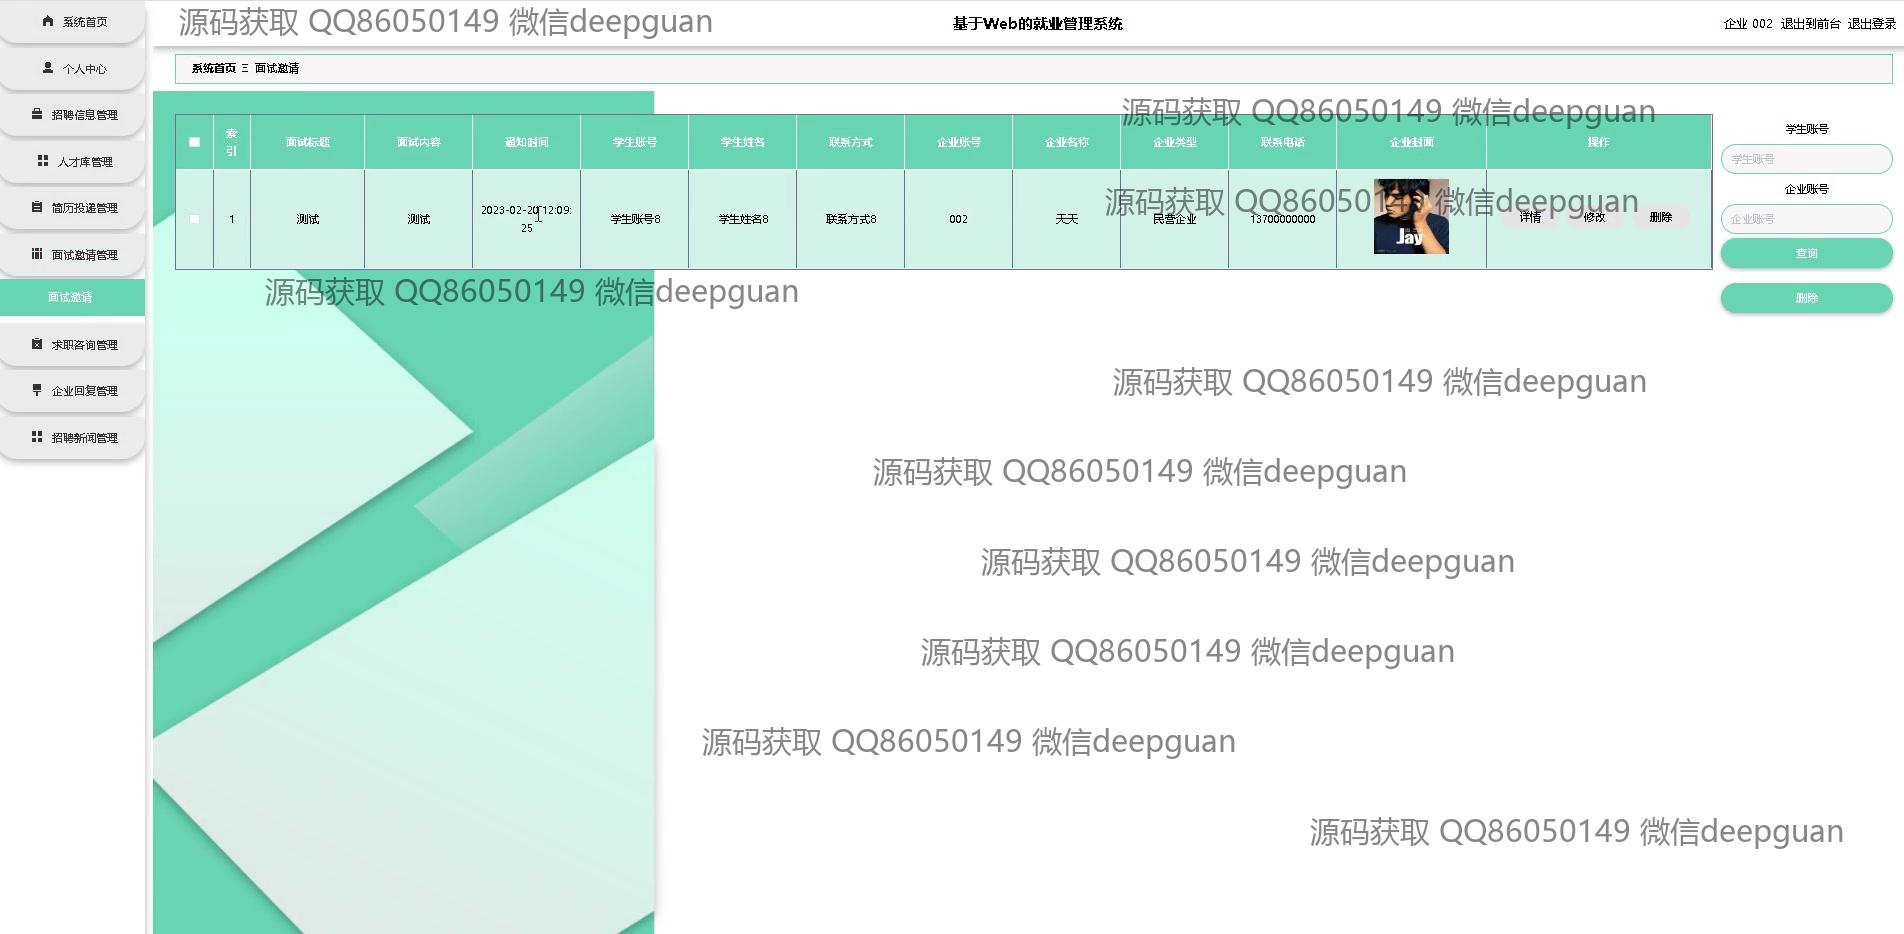 系统首页
个人中心
招聘信息管理
人才库管理
简历投递管理
面试邀请管理
面试邀请
求职咨询管理
企业回复管理
招聘新闻管理
源码获取 QQ86050149 微信deepguan
基于Web的就业管理系统
企业 002 退出到前台 退出登录
系统首页 Ξ 面试邀请
源码获取 QQ86050149 微信deepguan
索引 面试标题 面试内容 通知时间 学生账号 学生姓名 联系方式 企业账号 企业名称 企业类型 联系电话 企业封面 操作
1 测试 测试 2023-02-20 12:09:25 学生账号8 学生姓名8 联系方式8 002 天天 民营企业 13700000000 Jay 详情 修改 删除
源码获取 QQ86050149 微信deepguan
学生账号
学生账号
企业账号
企业账号
查询
删除
源码获取 QQ86050149 微信deepguan
源码获取 QQ86050149 微信deepguan
源码获取 QQ86050149 微信deepguan
源码获取 QQ86050149 微信deepguan
源码获取 QQ86050149 微信deepguan
源码获取 QQ86050149 微信deepguan
源码获取 QQ86050149 微信deepguan